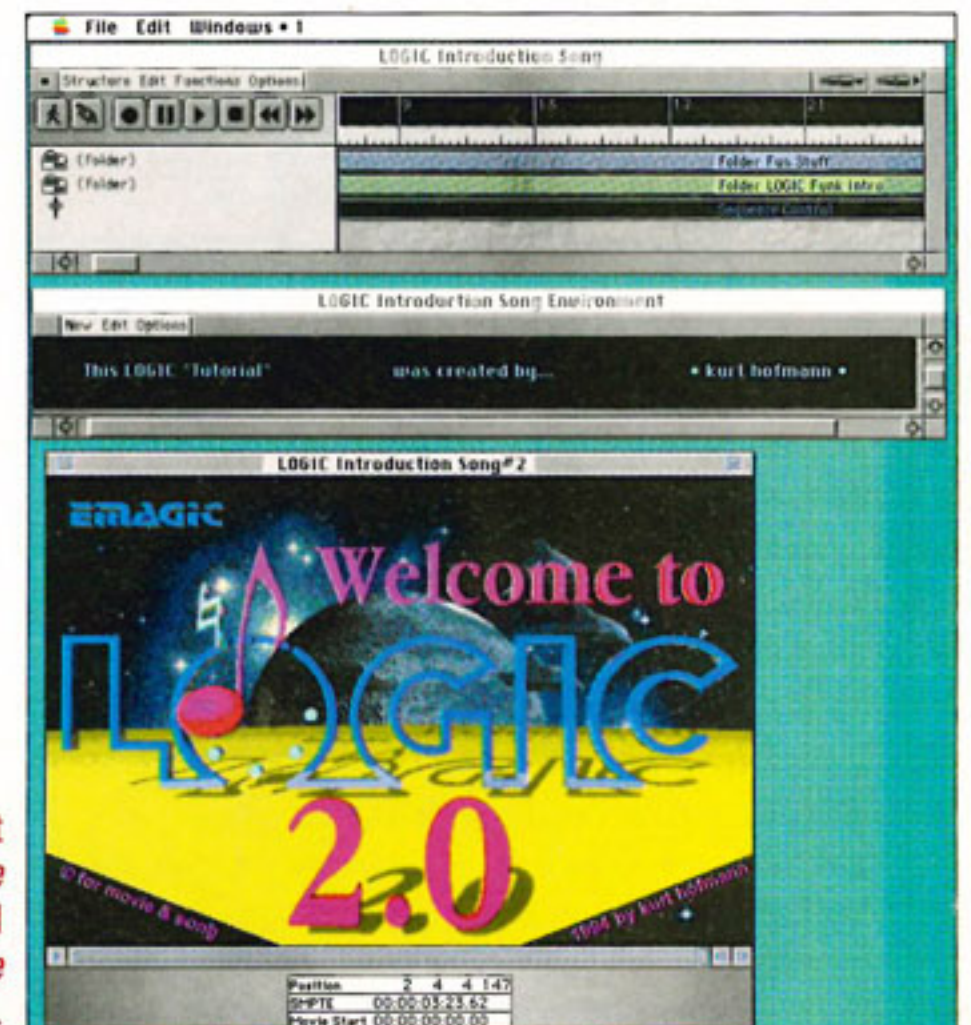 File Edit Windows • 1
LOGIC Introduction Song
Structure Edit Functions Options
9 13 17 21
(Folder)
(Folder)
Folder Fun Stuff
Folder LOGIC Funk Intro
Sequence Control
LOGIC Introduction Song Environment
New Edit Options
This LOGIC "Tutorial" was created by... • kurt hofmann •
LOGIC Introduction Song#2
EMAGIC
Welcome to
LOGIC
2.0
© for movie & song
1994 by kurt hofmann
Position 2 4 4 147
SMPTE 00:00:03:23.62
Movie Start 00:00:00:00.00